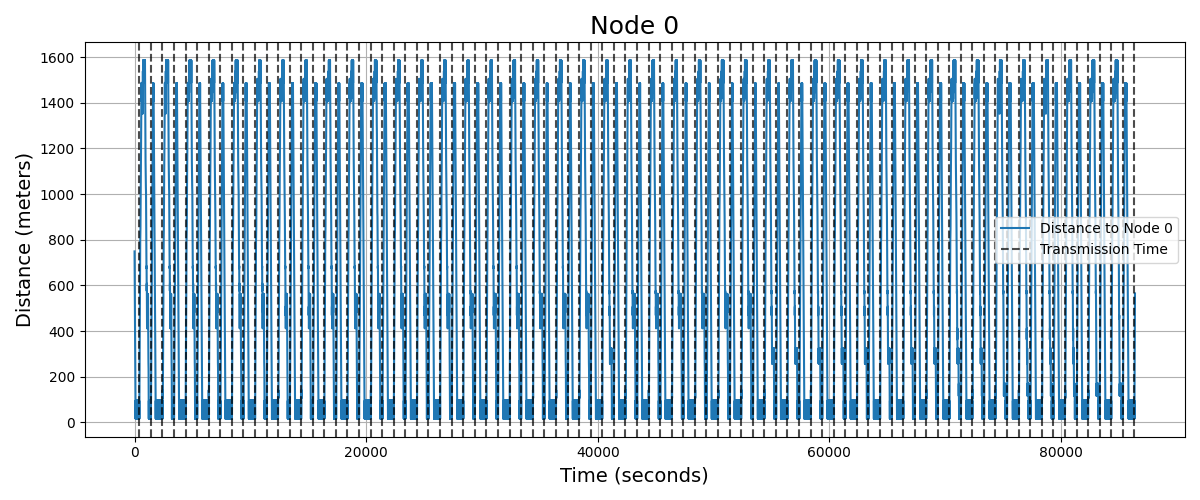 Node 0
Distance (meters)
1600
1400
1200
1000
800
600
400
200
0
Distance to Node 0
Transmission Time
0
20000
40000
60000
80000
Time (seconds)